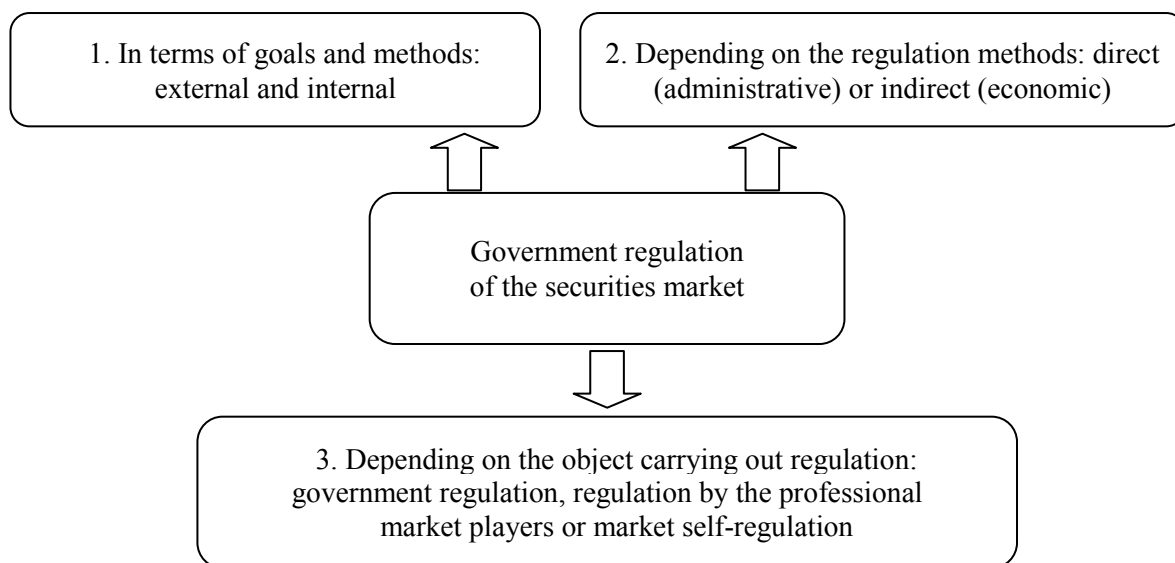 1. In terms of goals and methods:
external and internal
2. Depending on the regulation methods: direct
(administrative) or indirect (economic)
Government regulation
of the securities market
3. Depending on the object carrying out regulation:
government regulation, regulation by the professional
market players or market self-regulation